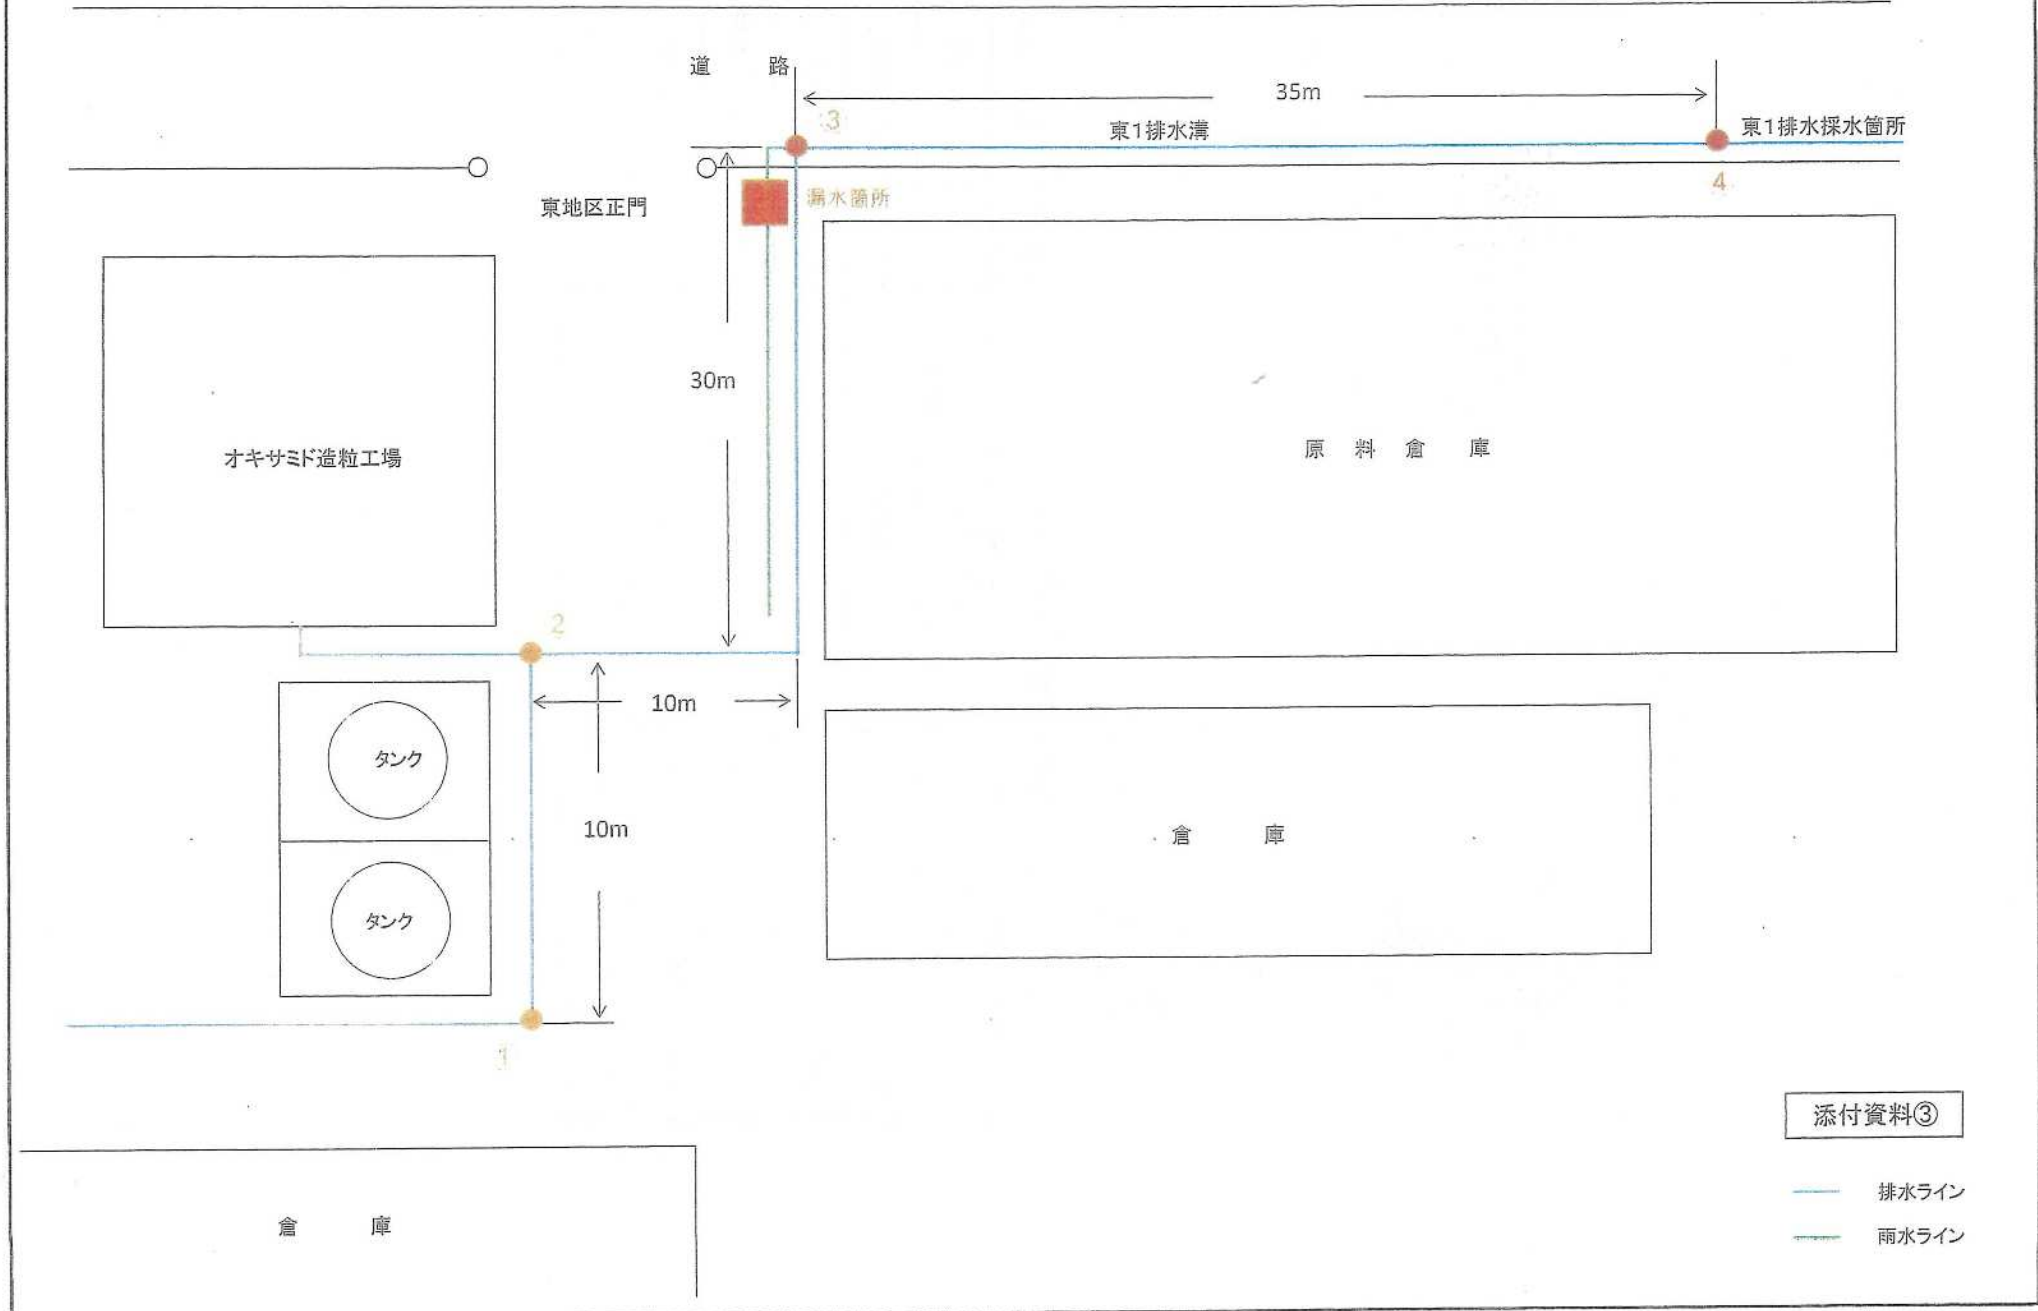 道　路
35m
3
東1排水溝
東1排水採水箇所
4
漏水箇所
東地区正門
30m
オキサミド造粒工場
原 料 倉 庫
2
10m
タンク
10m
倉　庫
タンク
1
添付資料③
排水ライン
雨水ライン
倉　庫